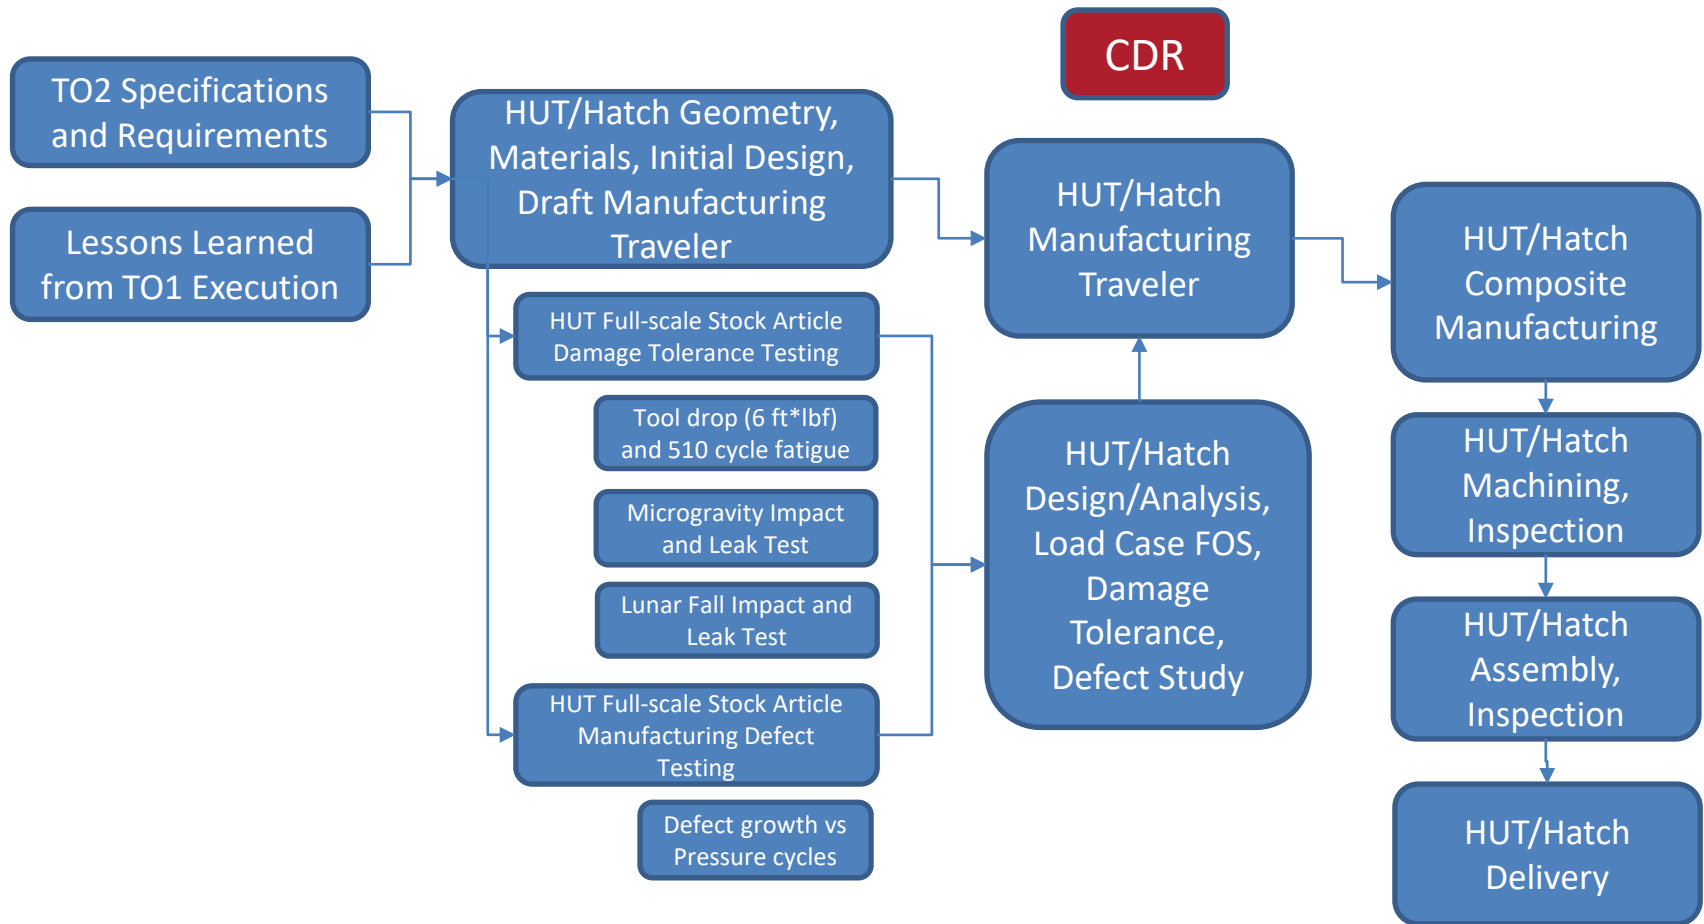 CDR
TO2 Specifications
and Requirements
Lessons Learned
from TO1 Execution
HUT/Hatch Geometry,
Materials, Initial Design,
Draft Manufacturing
Traveler
HUT Full-scale Stock Article
Damage Tolerance Testing
Tool drop (6 ft*lbf)
and 510 cycle fatigue
Microgravity Impact
and Leak Test
Lunar Fall Impact and
Leak Test
HUT Full-scale Stock Article
Manufacturing Defect
Testing
Defect growth vs
Pressure cycles
HUT/Hatch
Manufacturing
Traveler
HUT/Hatch
Design/Analysis,
Load Case FOS,
Damage
Tolerance,
Defect Study
HUT/Hatch
Composite
Manufacturing
HUT/Hatch
Machining,
Inspection
HUT/Hatch
Assembly,
Inspection
HUT/Hatch
Delivery